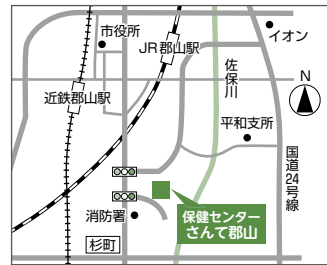 市役所
JR郡山駅
佐保川
イオン
N
近鉄郡山駅
平和支所
国道24号線
消防署
保健センター
さんて郡山
杉町